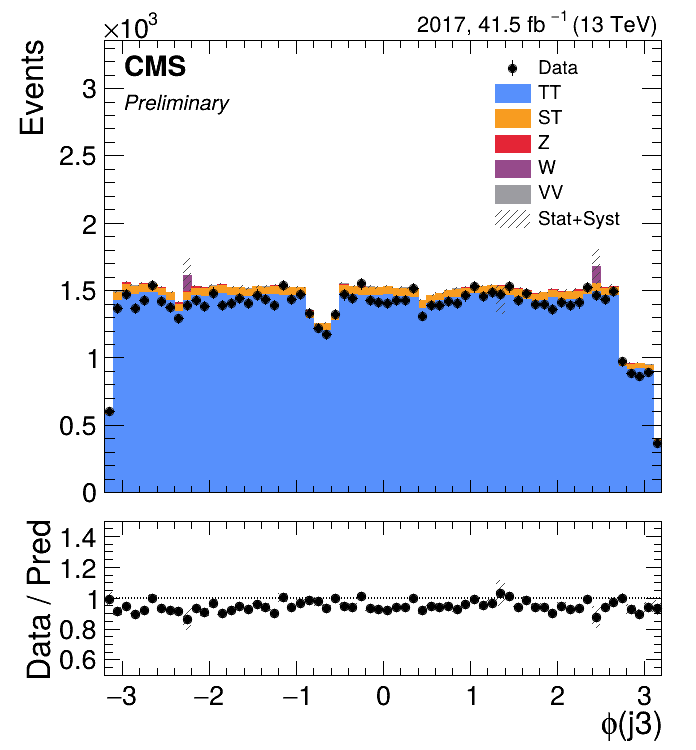 ×10³ 2017, 41.5 fb⁻¹ (13 TeV)
CMS
Preliminary
Events
Data
TT
ST
Z
W
VV
Stat+Syst
3
2.5
2
1.5
1
0.5
0
Data / Pred
1.4
1.2
1
0.8
0.6
−3 −2 −1 0 1 2 3
ϕ(j3)